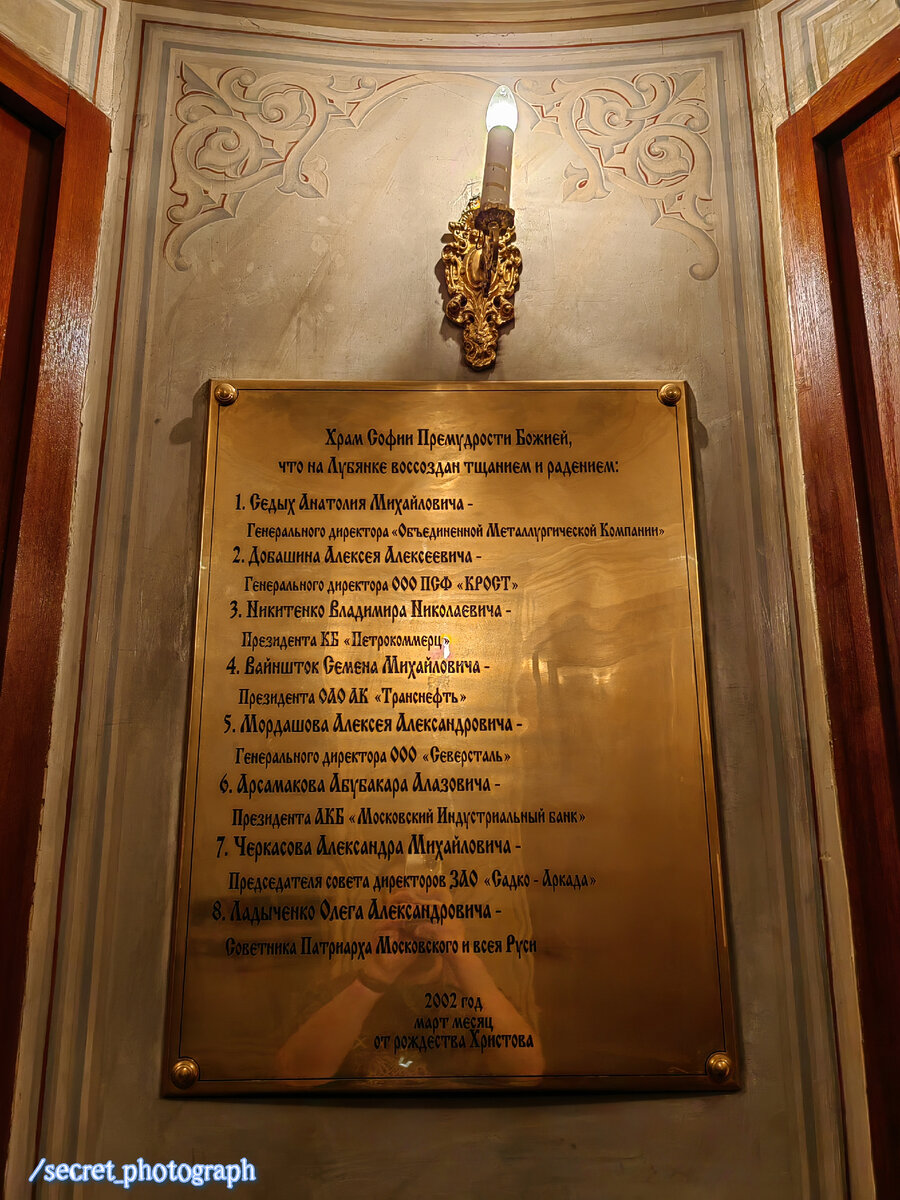 Храм Софии Премудрости Божией,
что на Лубянке воссоздан тщанием и радением:
1. Седых Анатолия Михайловича -
Генерального директора «Объединенной Металлургической Компании»
2. Добашина Алексея Алексеевича -
Генерального директора ООО ПСФ «КРОСТ»
3. Никитенко Владимира Николаевича -
Президента КБ «Петрокоммерц»
4. Вайншток Семена Михайловича -
Президента ОАО АК «Транснефть»
5. Мордашова Алексея Александровича -
Генерального директора ООО «Северсталь»
6. Арсамакова Абубакара Алазовича -
Президента АКБ «Московский Индустриальный банк»
7. Черкасова Александра Михайловича -
Председателя совета директоров ЗАО «Садко - Аркада»
8. Ладыченко Олега Александровича -
Советника Патриарха Московского и всея Руси
2002 год
март месяц
от рождества Христова
/secret_photograph